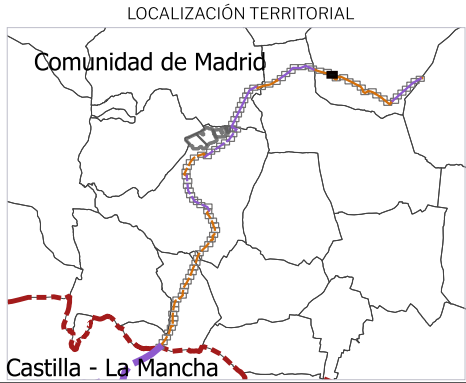 LOCALIZACIÓN TERRITORIAL
Comunidad de Madrid
Castilla - La Mancha